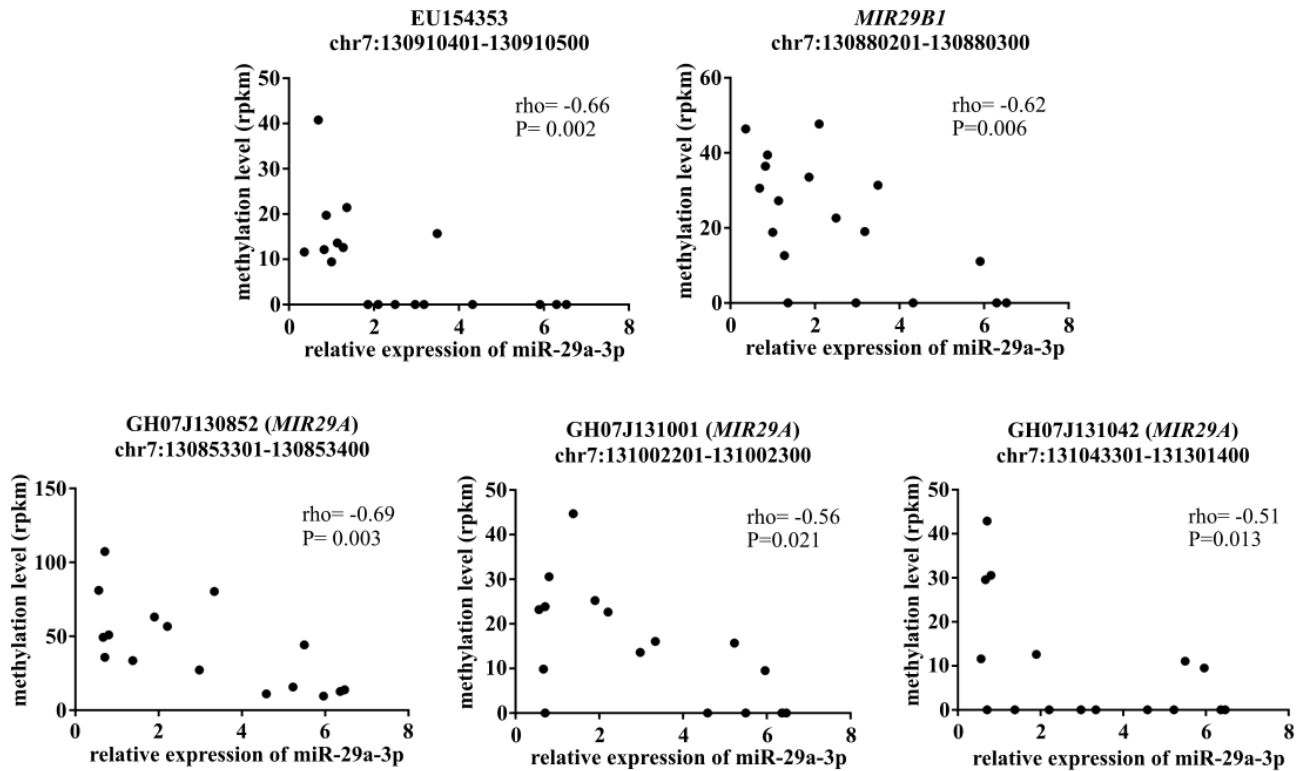 EU154353
chr7:130910401-130910500
50
40
30
20
10
0
methylation level (rpkm)
rho= -0.66
P= 0.002
0 2 4 6 8
relative expression of miR-29a-3p
MIR29B1
chr7:130880201-130880300
60
40
20
0
methylation level (rpkm)
rho= -0.62
P=0.006
0 2 4 6 8
relative expression of miR-29a-3p
GH07J130852 (MIR29A)
chr7:130853301-130853400
150
100
50
0
methylation level (rpkm)
rho= -0.69
P= 0.003
0 2 4 6 8
relative expression of miR-29a-3p
GH07J131001 (MIR29A)
chr7:131002201-131002300
50
40
30
20
10
0
methylation level (rpkm)
rho= -0.56
P=0.021
0 2 4 6 8
relative expression of miR-29a-3p
GH07J131042 (MIR29A)
chr7:131043301-131301400
50
40
30
20
10
0
methylation level (rpkm)
rho= -0.51
P=0.013
0 2 4 6 8
relative expression of miR-29a-3p